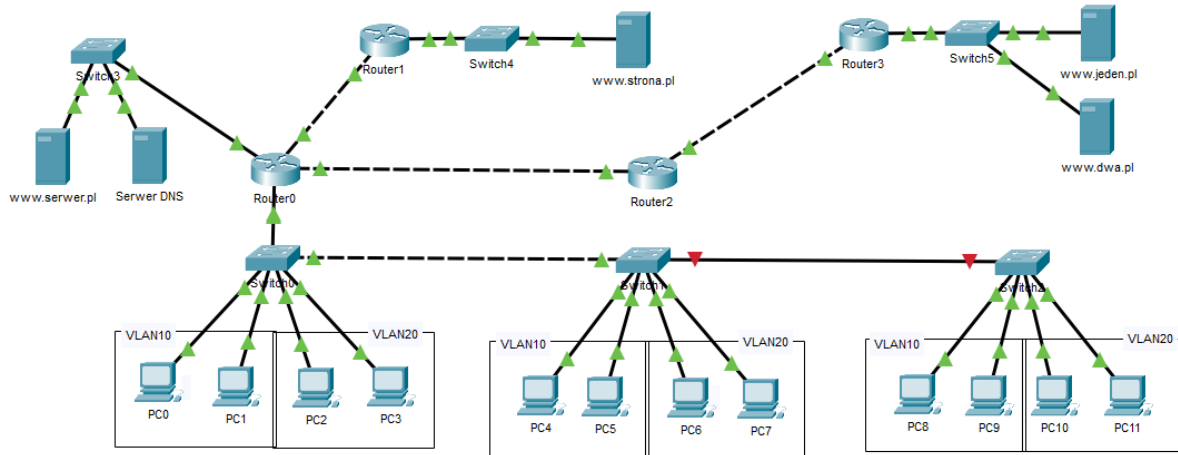 Switch3
www.serwer.pl
Serwer DNS
Router1
Switch4
www.strona.pl
Router3
Switch5
www.jeden.pl
www.dwa.pl
Router0
Router2
Switch0
Switch1
Switch2
VLAN10
VLAN20
PC0
PC1
PC2
PC3
VLAN10
VLAN20
PC4
PC5
PC6
PC7
VLAN10
VLAN20
PC8
PC9
PC10
PC11